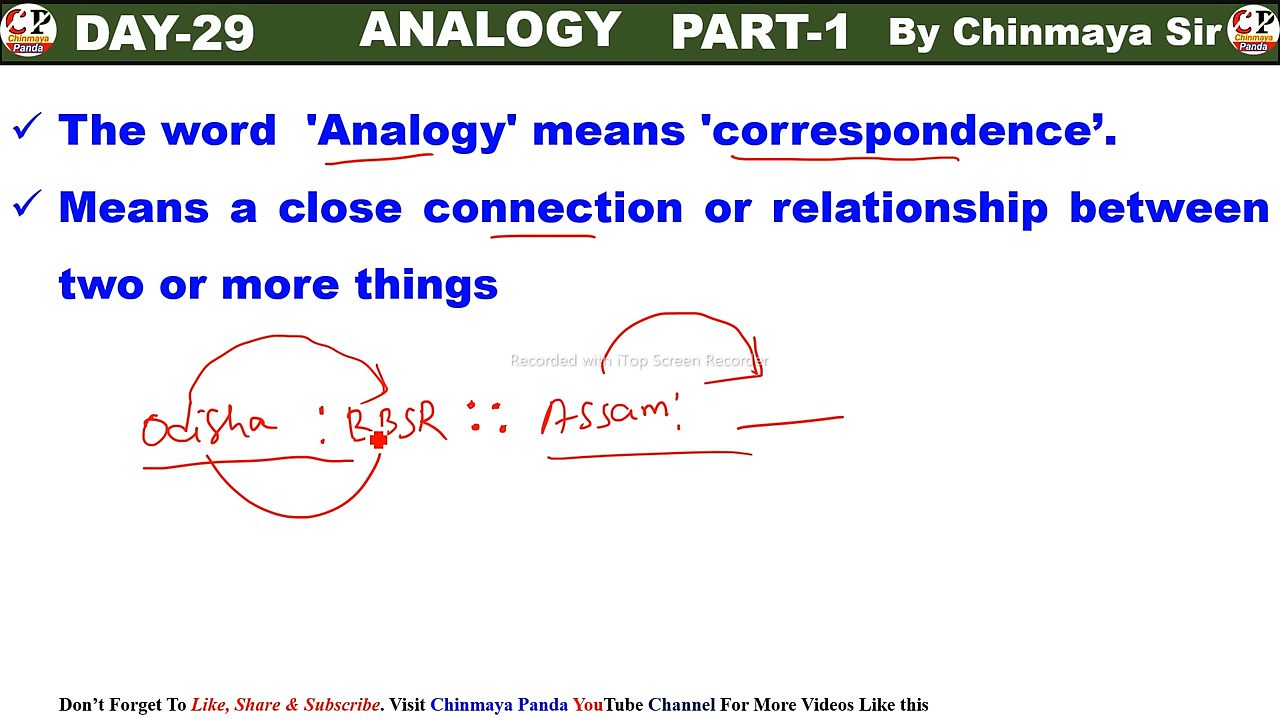 CP Chinmaya Panda DAY-29 ANALOGY PART-1 By Chinmaya Sir CP Chinmaya Panda
✓ The word 'Analogy' means 'correspondence’.
✓ Means a close connection or relationship between
two or more things
Recorded with iTop Screen Recorder
Odisha : BBSR :: Assam :
Don’t Forget To Like, Share & Subscribe. Visit Chinmaya Panda YouTube Channel For More Videos Like this